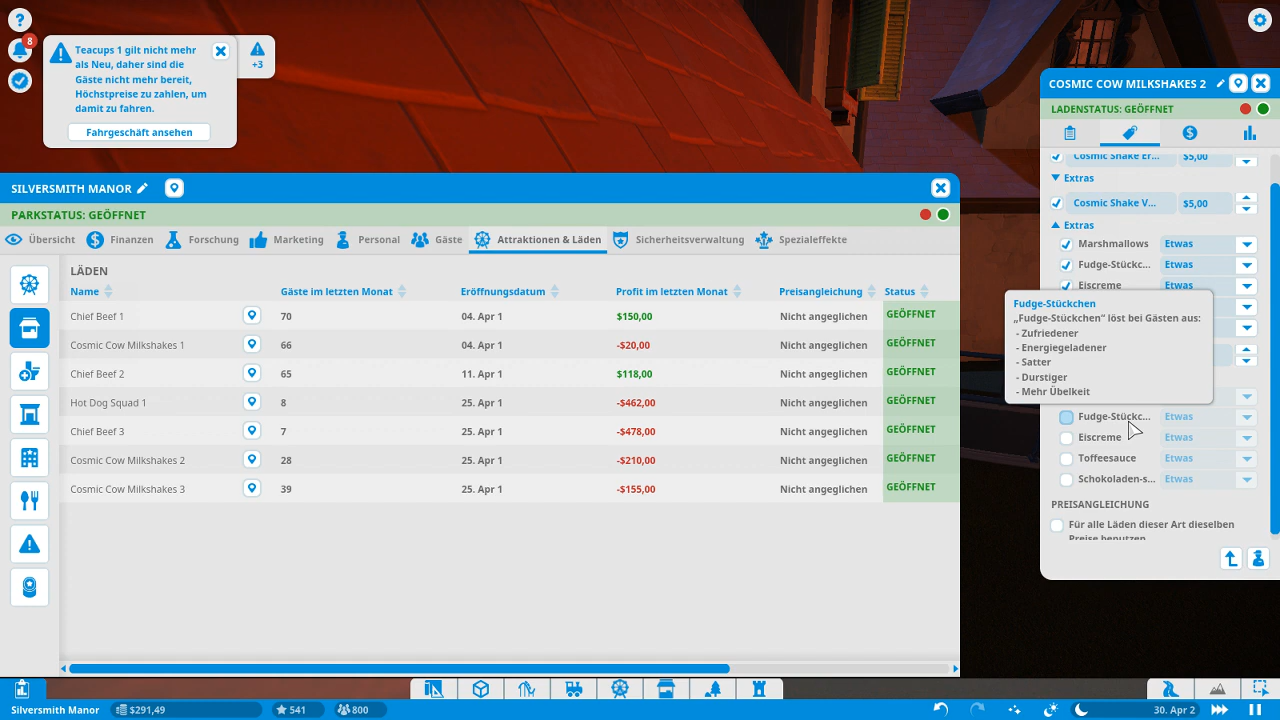 8
Teacups 1 gilt nicht mehr
als Neu, daher sind die
Gäste nicht mehr bereit,
Höchstpreise zu zahlen, um
damit zu fahren.
Fahrgeschäft ansehen
+3
SILVERSMITH MANOR
PARKSTATUS: GEÖFFNET
Übersicht Finanzen Forschung Marketing Personal Gäste Attraktionen & Läden Sicherheitsverwaltung Spezialeffekte
LÄDEN
Name Gäste im letzten Monat Eröffnungsdatum Profit im letzten Monat Preisangleichung Status
Chief Beef 1 70 04. Apr 1 $150,00 Nicht angeglichen GEÖFFNET
Cosmic Cow Milkshakes 1 66 04. Apr 1 -$20,00 Nicht angeglichen GEÖFFNET
Chief Beef 2 65 11. Apr 1 $118,00 Nicht angeglichen GEÖFFNET
Hot Dog Squad 1 8 25. Apr 1 -$462,00 Nicht angeglichen GEÖFFNET
Chief Beef 3 7 25. Apr 1 -$478,00 Nicht angeglichen GEÖFFNET
Cosmic Cow Milkshakes 2 28 25. Apr 1 -$210,00 Nicht angeglichen GEÖFFNET
Cosmic Cow Milkshakes 3 39 25. Apr 1 -$155,00 Nicht angeglichen GEÖFFNET
COSMIC COW MILKSHAKES 2
LADENSTATUS: GEÖFFNET
Cosmic Shake Er... $5,00
Extras
Cosmic Shake V... $5,00
Extras
Marshmallows Etwas
Fudge-Stückc... Etwas
Eiscreme Etwas
Fudge-Stückchen
„Fudge-Stückchen“ löst bei Gästen aus:
- Zufriedener
- Energiegeladener
- Satter
- Durstiger
- Mehr Übelkeit
Fudge-Stückc... Etwas
Eiscreme Etwas
Toffeesauce Etwas
Schokoladen-s... Etwas
PREISANGLEICHUNG
Für alle Läden dieser Art dieselben
Preise benutzen
Silversmith Manor $291,49 541 800 30. Apr 2